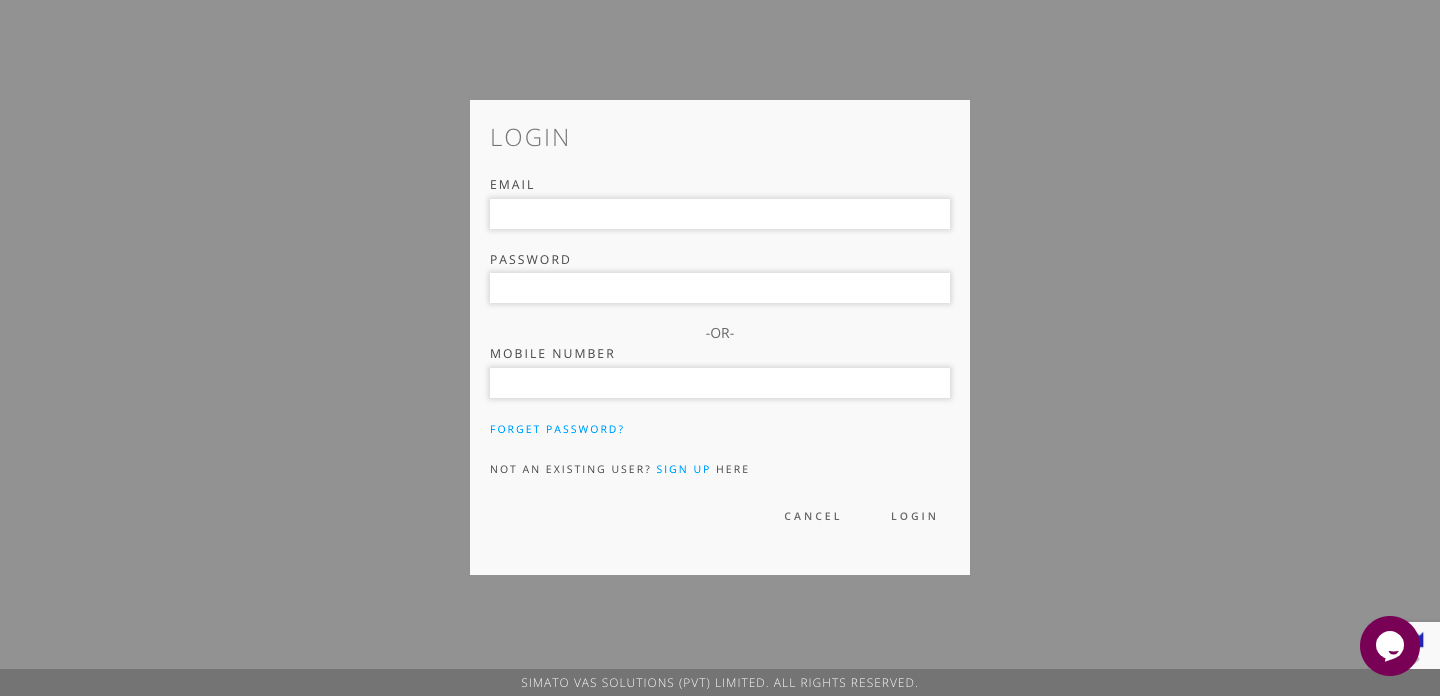 LOGIN
EMAIL
PASSWORD
-OR-
MOBILE NUMBER
FORGET PASSWORD?
NOT AN EXISTING USER? SIGN UP HERE
CANCEL LOGIN
SIMATO VAS SOLUTIONS (PVT) LIMITED. ALL RIGHTS RESERVED.